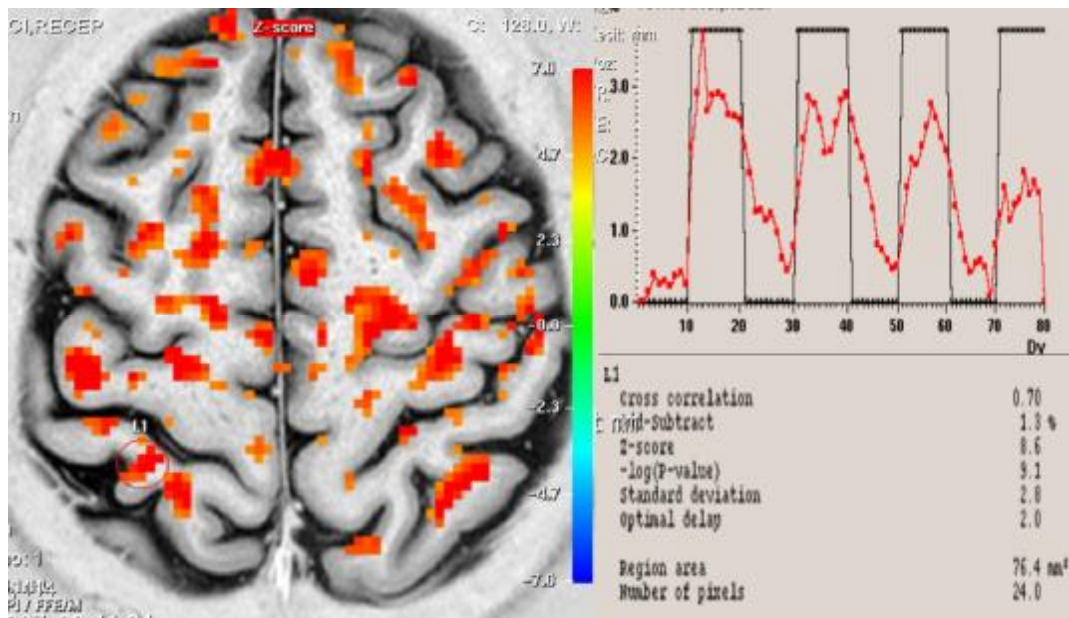 CI,RECEP
Z-score
C: 128.0, W:
7.0
4.7
2.3
-0.0
-2.3
-4.7
-7.0
L1
FFE/M
3.0
2.0
1.0
0.0
10 20 30 40 50 60 70 80
Dy
L1
Cross correlation 0.70
-Subtract 1.3 %
Z-score 8.6
-log(P-value) 9.1
Standard deviation 2.8
Optimal delay 2.0
Region area 76.4 mm²
Number of pixels 24.0